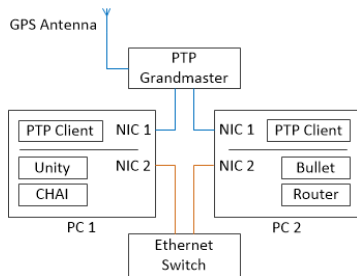 GPS Antenna
PTP
Grandmaster
PTP Client
NIC 1
NIC 1
PTP Client
Unity
NIC 2
NIC 2
Bullet
CHAI
Router
PC 1
PC 2
Ethernet
Switch